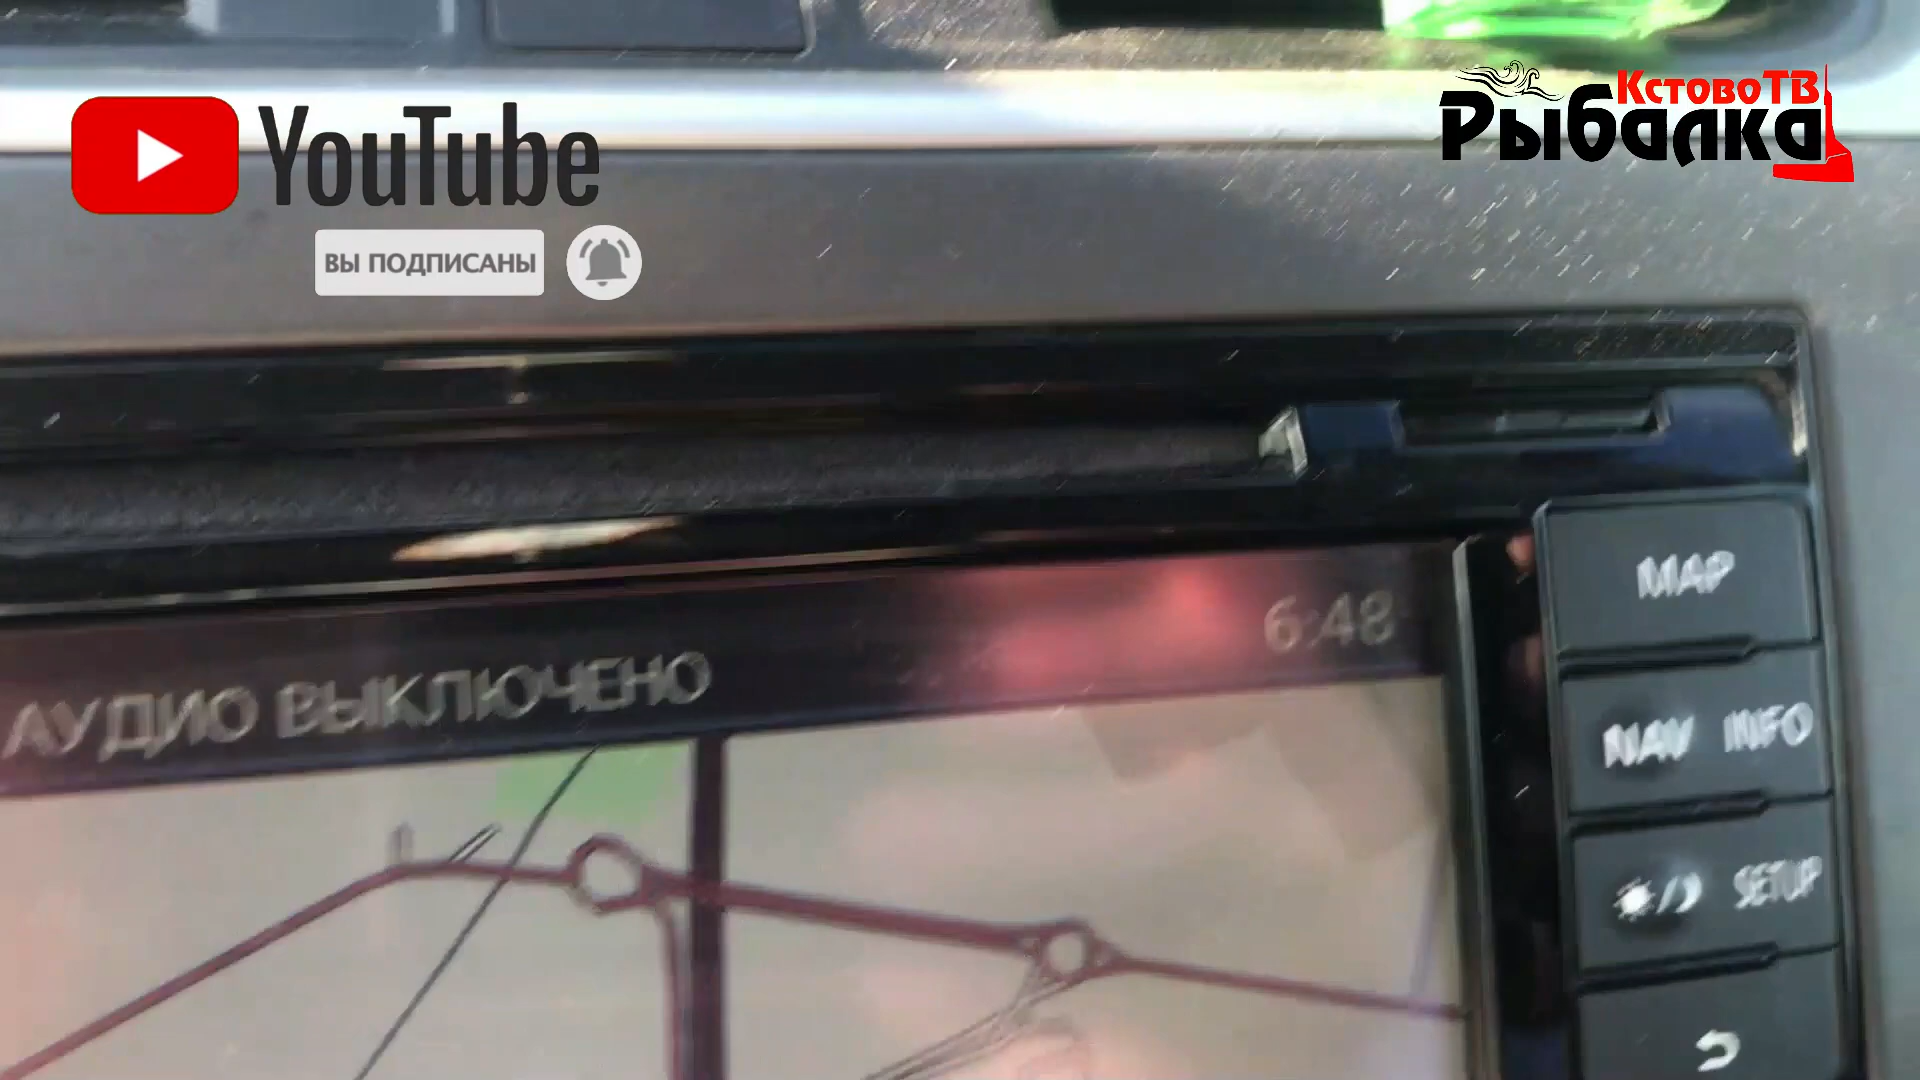 YouTube
ВЫ ПОДПИСАНЫ
КстовоТВ
Рыбалка
АУДИО ВЫКЛЮЧЕНО
6:48
MAP
NAV INFO
SETUP